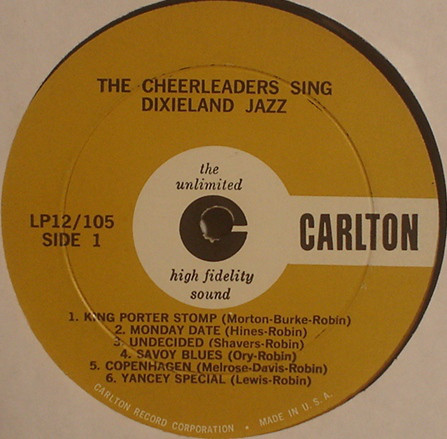 THE CHEERLEADERS SING
DIXIELAND JAZZ
the
unlimited
LP12/105
SIDE 1
CARLTON
high fidelity
sound
1. KING PORTER STOMP (Morton-Burke-Robin)
2. MONDAY DATE (Hines-Robin)
3. UNDECIDED (Shavers-Robin)
4. SAVOY BLUES (Ory-Robin)
5. COPENHAGEN (Melrose-Davis-Robin)
6. YANCEY SPECIAL (Lewis-Robin)
CARLTON RECORD CORPORATION • MADE IN U.S.A.